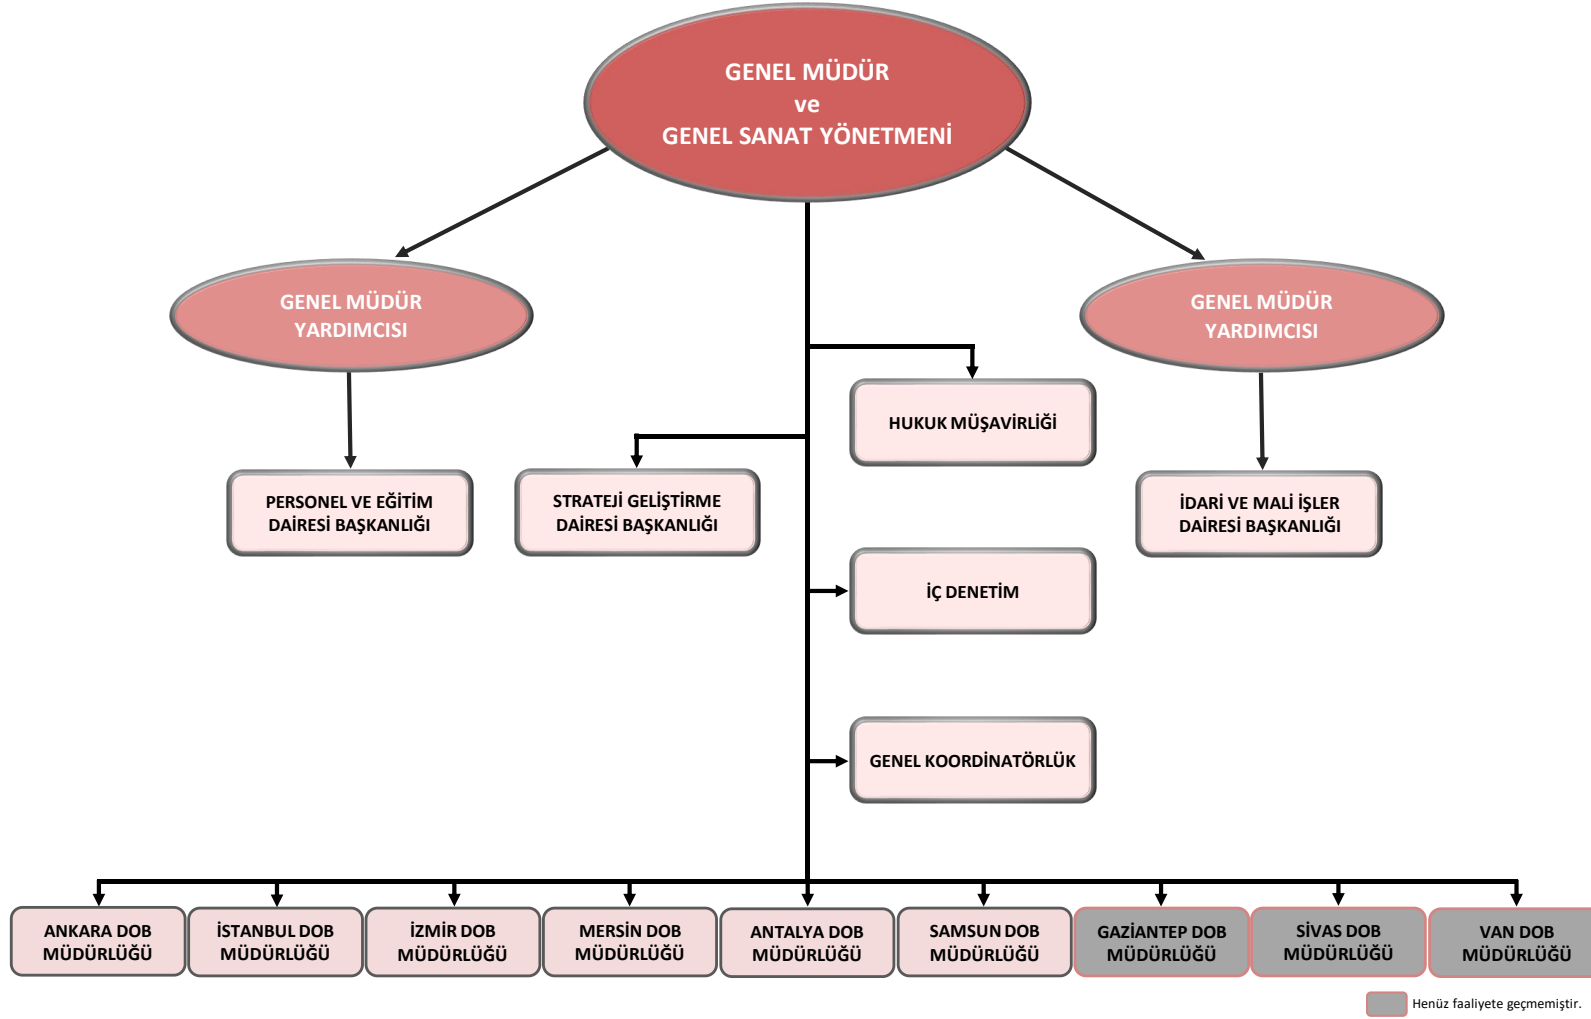 GENEL MÜDÜR
ve
GENEL SANAT YÖNETMENİ
GENEL MÜDÜR
YARDIMCISI
GENEL MÜDÜR
YARDIMCISI
HUKUK MÜŞAVİRLİĞİ
PERSONEL VE EĞİTİM
DAİRESİ BAŞKANLIĞI
STRATEJİ GELİŞTİRME
DAİRESİ BAŞKANLIĞI
İDARİ VE MALİ İŞLER
DAİRESİ BAŞKANLIĞI
İÇ DENETİM
GENEL KOORDİNATÖRLÜK
ANKARA DOB
MÜDÜRLÜĞÜ
İSTANBUL DOB
MÜDÜRLÜĞÜ
İZMİR DOB
MÜDÜRLÜĞÜ
MERSİN DOB
MÜDÜRLÜĞÜ
ANTALYA DOB
MÜDÜRLÜĞÜ
SAMSUN DOB
MÜDÜRLÜĞÜ
GAZİANTEP DOB
MÜDÜRLÜĞÜ
SİVAS DOB
MÜDÜRLÜĞÜ
VAN DOB
MÜDÜRLÜĞÜ
Henüz faaliyete geçmemiştir.